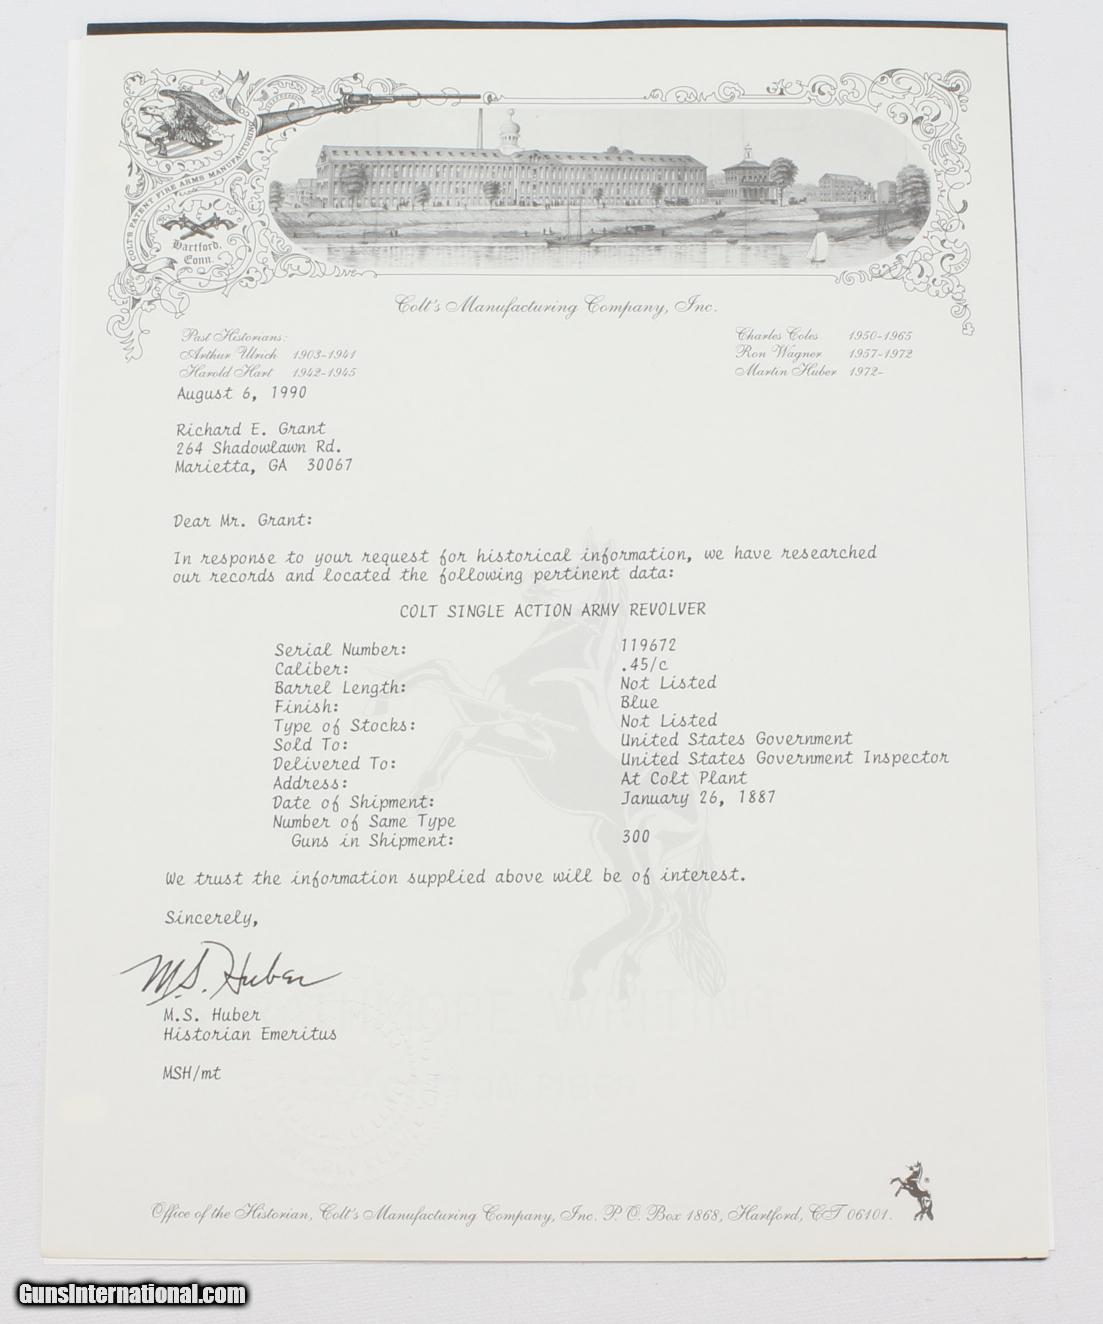 COLT'S PATENT FIRE ARMS MANUFACTURING
Hartford,
Conn.
Colt's Manufacturing Company, Inc.
Past Historians:
Arthur Ulrich 1903-1941
Harold Hart 1942-1945
Charles Coles 1950-1965
Ron Wagner 1957-1972
Martin Huber 1972-
August 6, 1990
Richard E. Grant
264 Shadowlawn Rd.
Marietta, GA 30067
Dear Mr. Grant:
In response to your request for historical information, we have researched
our records and located the following pertinent data:
COLT SINGLE ACTION ARMY REVOLVER
Serial Number: 119672
Caliber: .45/c
Barrel Length: Not Listed
Finish: Blue
Type of Stocks: Not Listed
Sold To: United States Government
Delivered To: United States Government Inspector
Address: At Colt Plant
Date of Shipment: January 26, 1887
Number of Same Type
Guns in Shipment: 300
We trust the information supplied above will be of interest.
Sincerely,
M.S. Huber
M.S. Huber
Historian Emeritus
MSH/mt
Office of the Historian, Colt's Manufacturing Company, Inc. P.O. Box 1868, Hartford, CT 06101.
GunsInternational.com